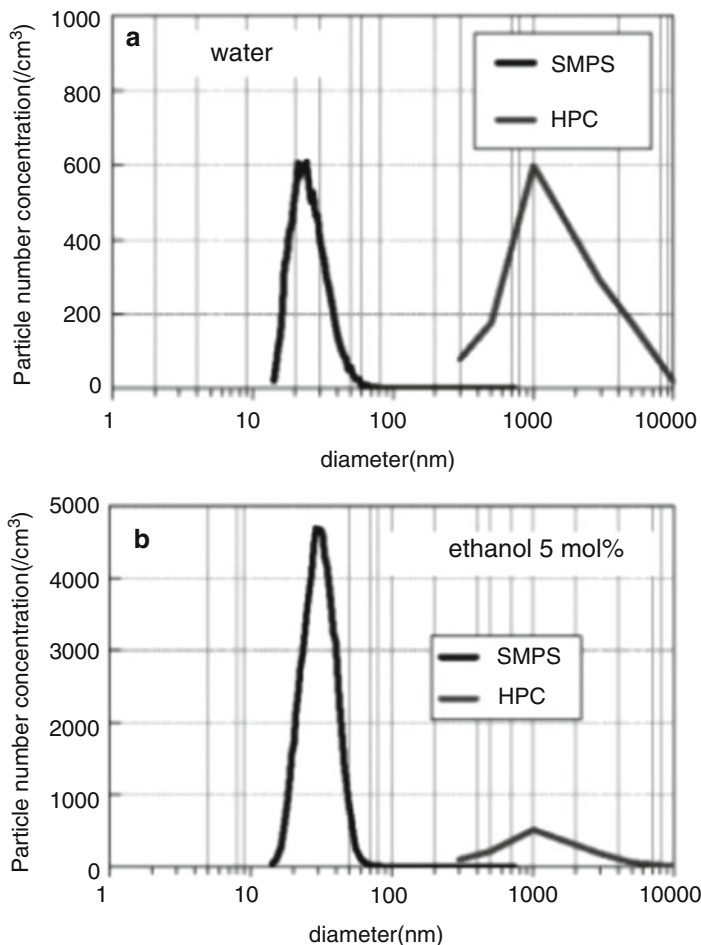 a
water
SMPS
HPC
Particle number concentration(/cm³)
1000
800
600
400
200
0
1 10 100 1000 10000
diameter(nm)
b
ethanol 5 mol%
SMPS
HPC
Particle number concentration(/cm³)
5000
4000
3000
2000
1000
0
1 10 100 1000 10000
diameter(nm)